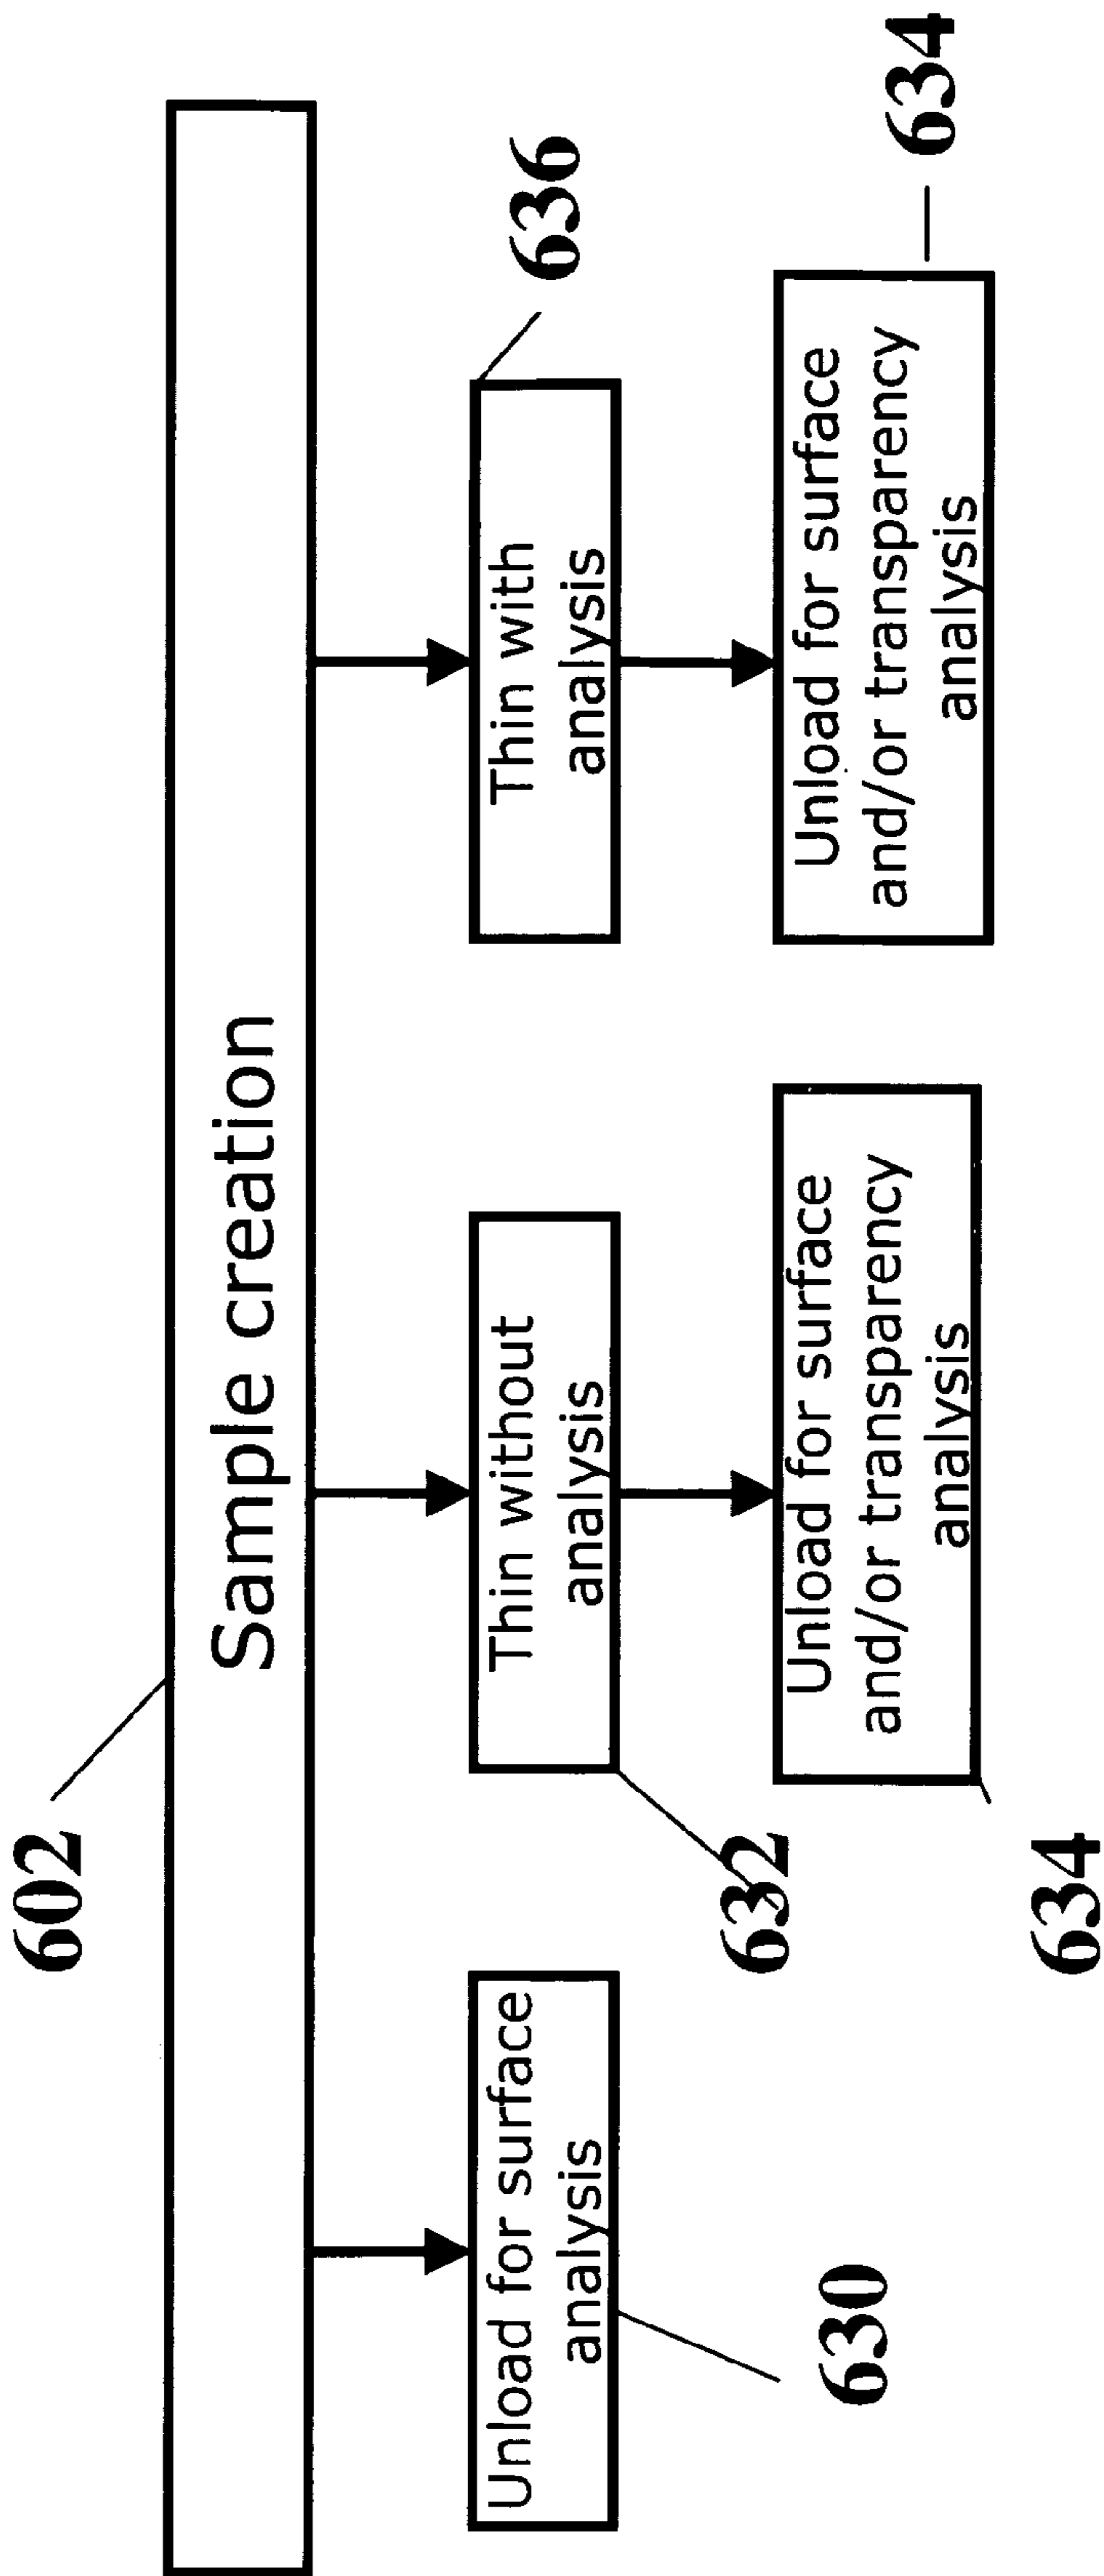 602
Sample creation
Unload for surface
analysis
630
Thin without
analysis
632
Thin with
analysis
636
Unload for surface
and/or transparency
analysis
634
Unload for surface
and/or transparency
analysis
634